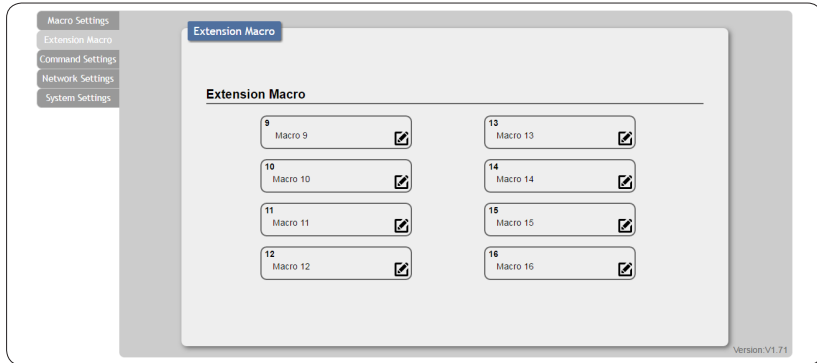 Macro Settings
Extension Macro
Command Settings
Network Settings
System Settings
Extension Macro
Extension Macro
9
Macro 9
10
Macro 10
11
Macro 11
12
Macro 12
13
Macro 13
14
Macro 14
15
Macro 15
16
Macro 16
Version:V1.71